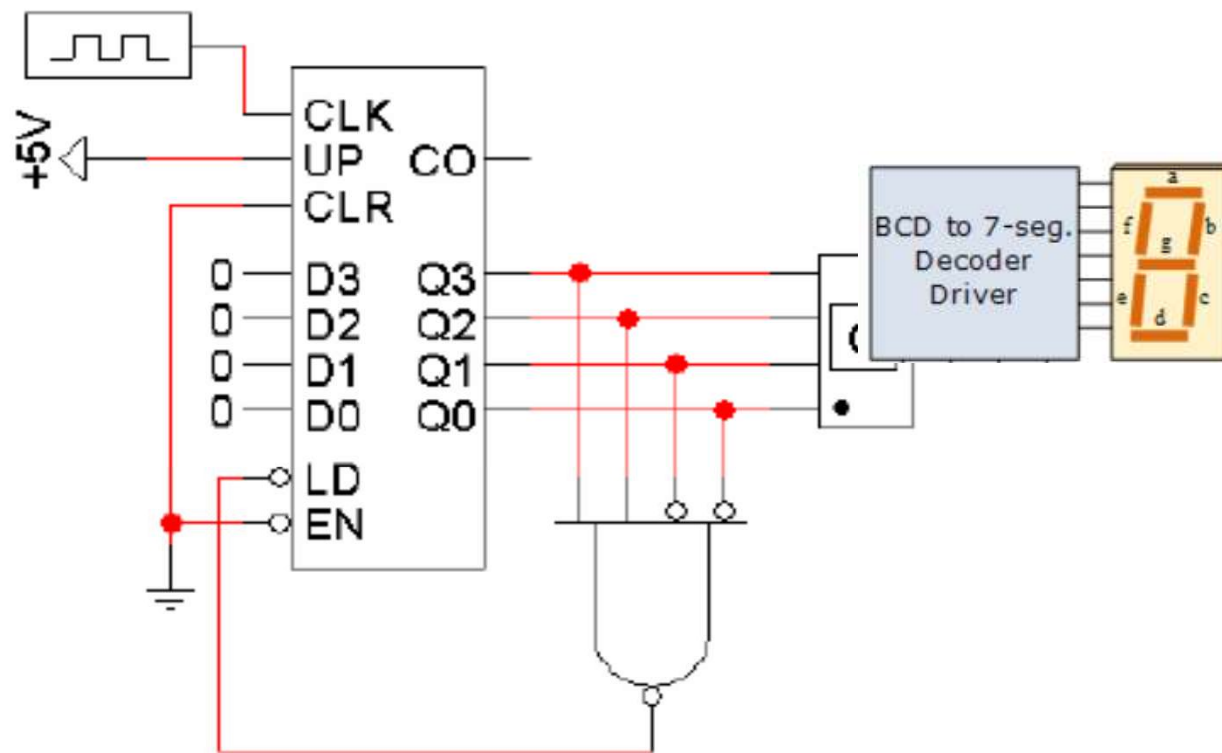 +5V
CLK
UP
CO
CLR
0
D3
Q3
0
D2
Q2
0
D1
Q1
0
D0
Q0
LD
EN
BCD to 7-seg.
Decoder
Driver
a
f
b
g
e
c
d